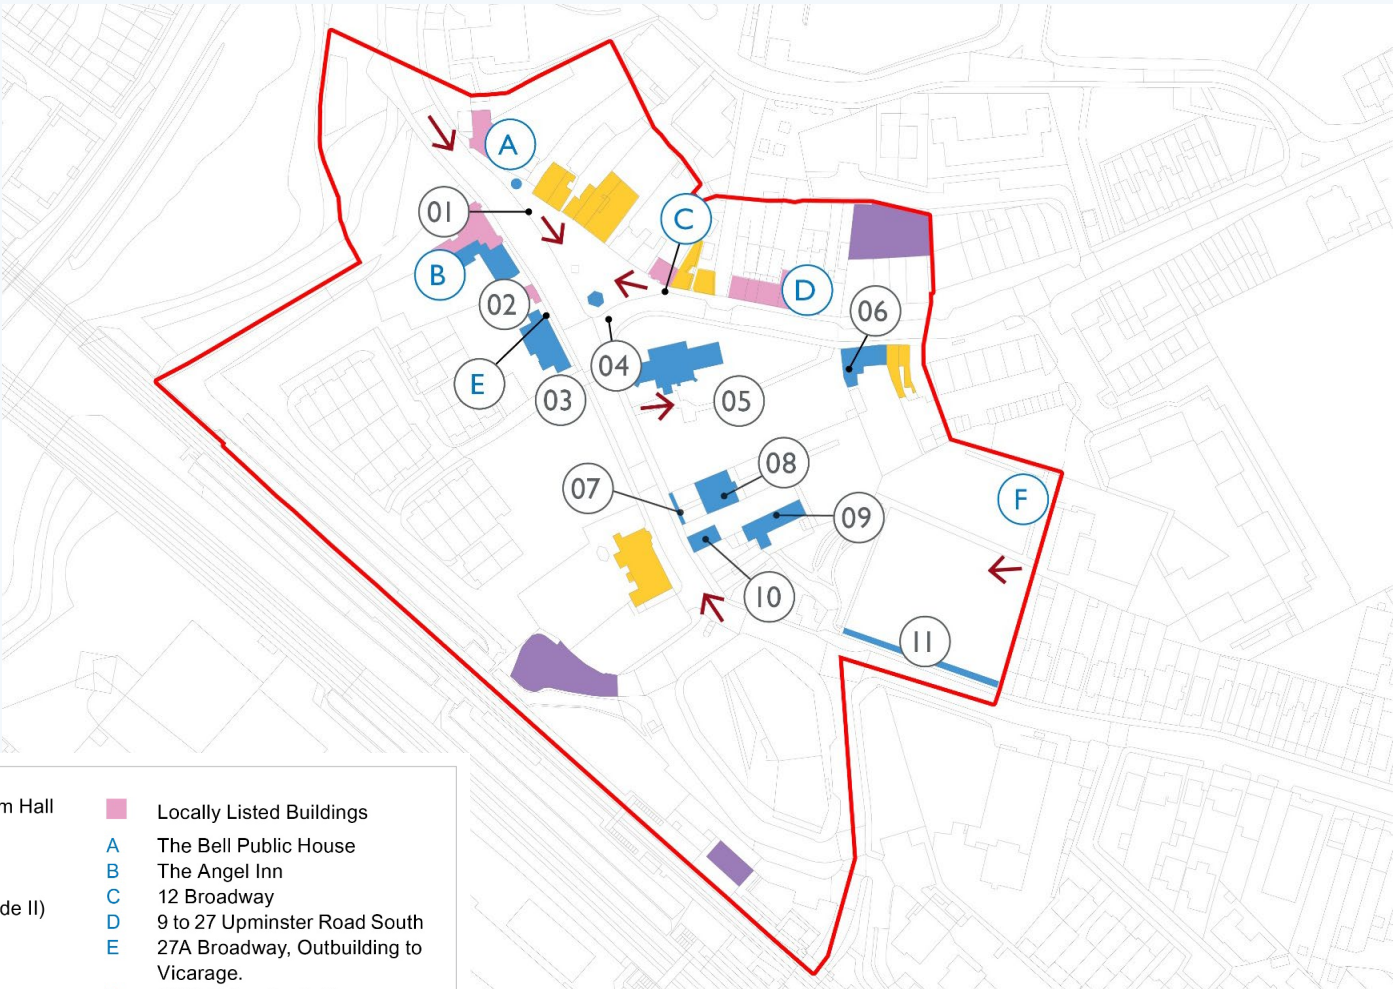 A
01
C
B
D
02
06
04
E
03
05
08
07
F
09
10
11
m Hall
Locally Listed Buildings
A The Bell Public House
B The Angel Inn
C 12 Broadway
de II)
D 9 to 27 Upminster Road South
E 27A Broadway, Outbuilding to
Vicarage.